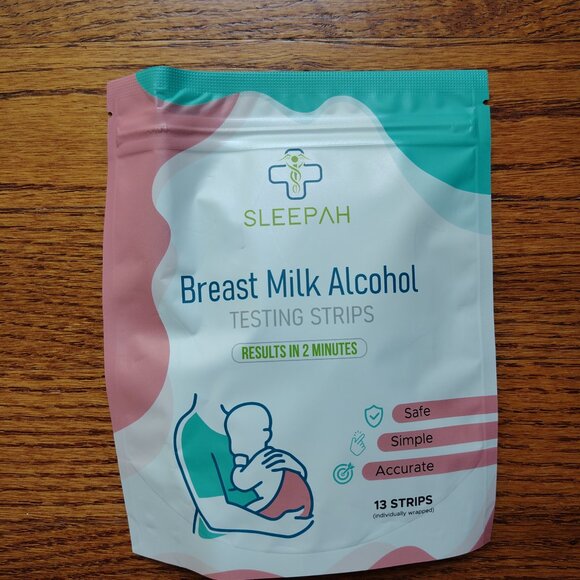 SLEEPAH
Breast Milk Alcohol
TESTING STRIPS
RESULTS IN 2 MINUTES
Safe
Simple
Accurate
13 STRIPS
(individually wrapped)